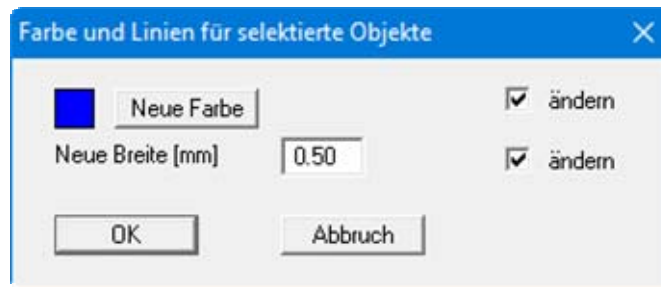 Farbe und Linien für selektierte Objekte
Neue Farbe ändern
Neue Breite [mm] 0.50 ändern
OK Abbruch